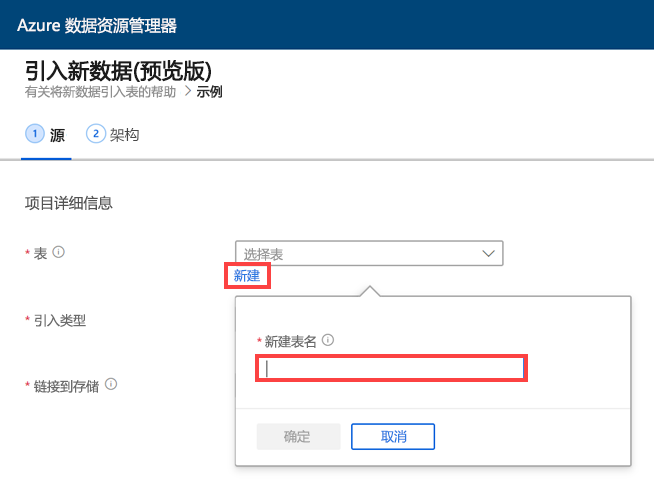 Azure 数据资源管理器
引入新数据(预览版)
有关将新数据引入表的帮助 > 示例
1 源 2 架构
项目详细信息
* 表
选择表
新建
* 引入类型
* 新建表名
* 链接到存储
确定 取消